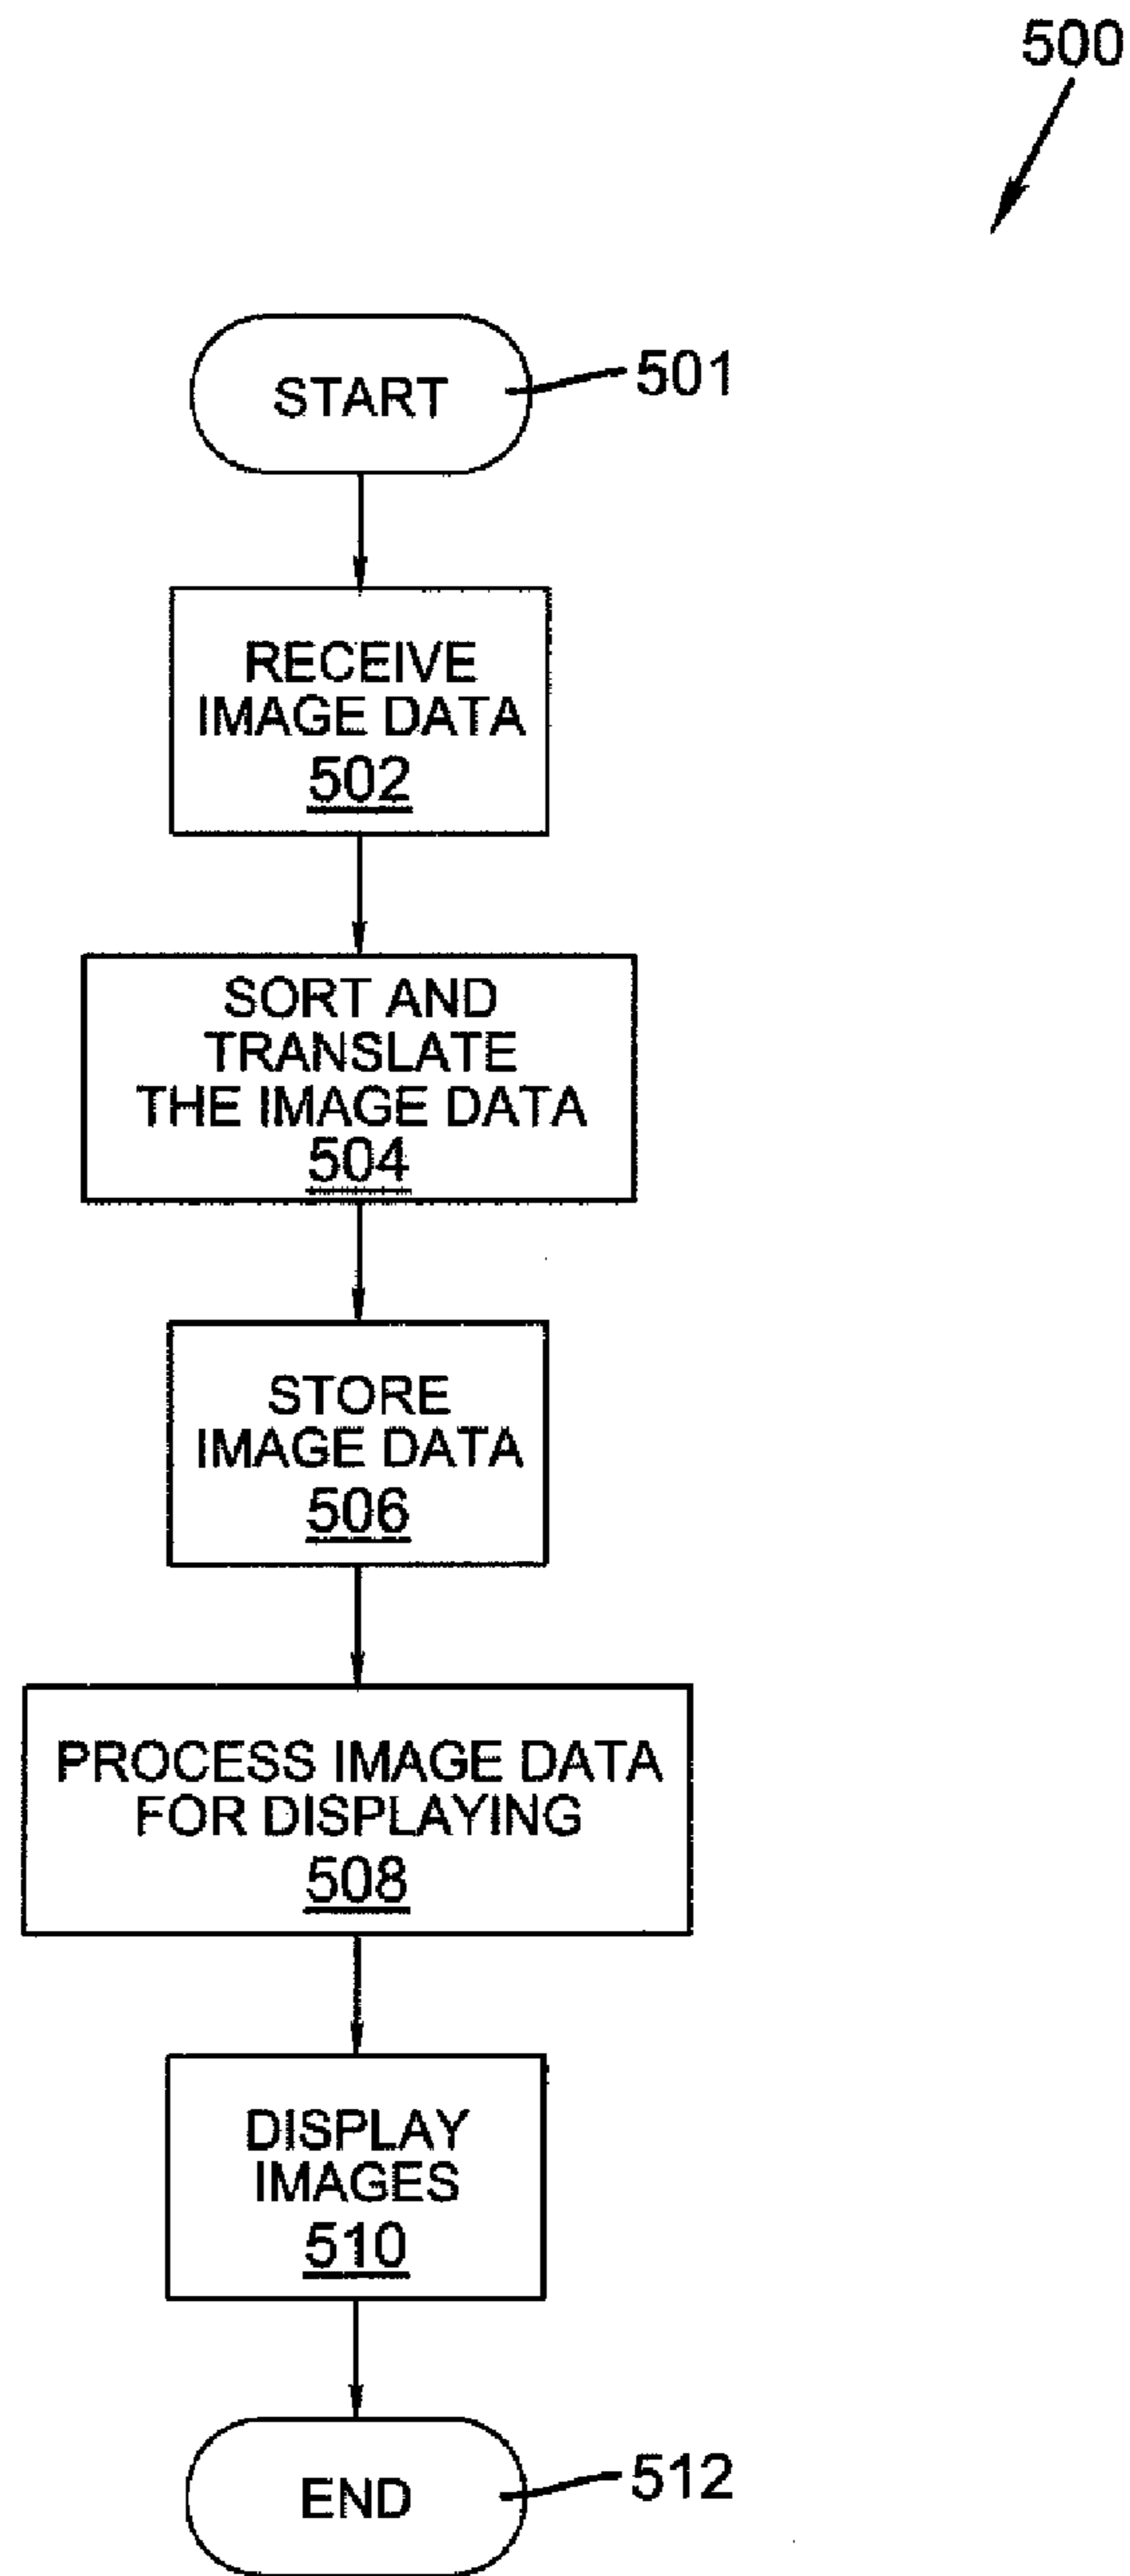 500
START
501
RECEIVE
IMAGE DATA
502
SORT AND
TRANSLATE
THE IMAGE DATA
504
STORE
IMAGE DATA
506
PROCESS IMAGE DATA
FOR DISPLAYING
508
DISPLAY
IMAGES
510
END
512